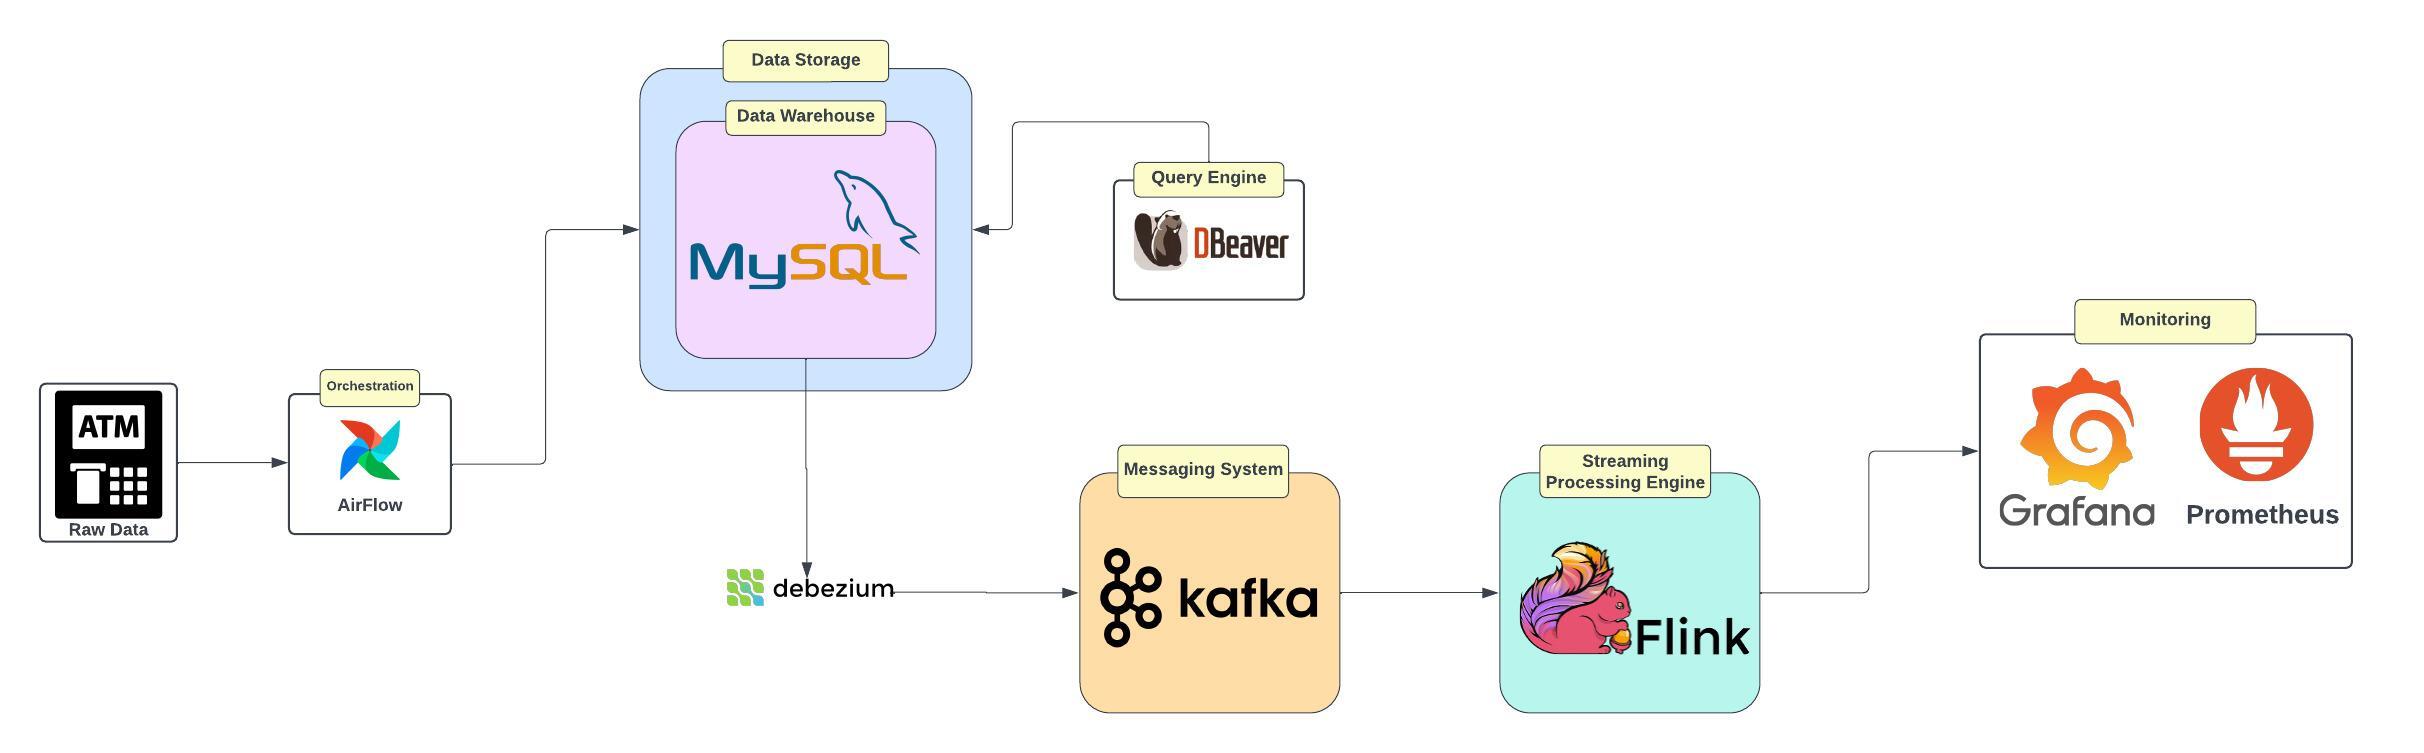 Data Storage
Data Warehouse
MySQL
Query Engine
DBeaver
ATM
Raw Data
Orchestration
AirFlow
debezium
Messaging System
kafka
Streaming
Processing Engine
Flink
Monitoring
Grafana
Prometheus